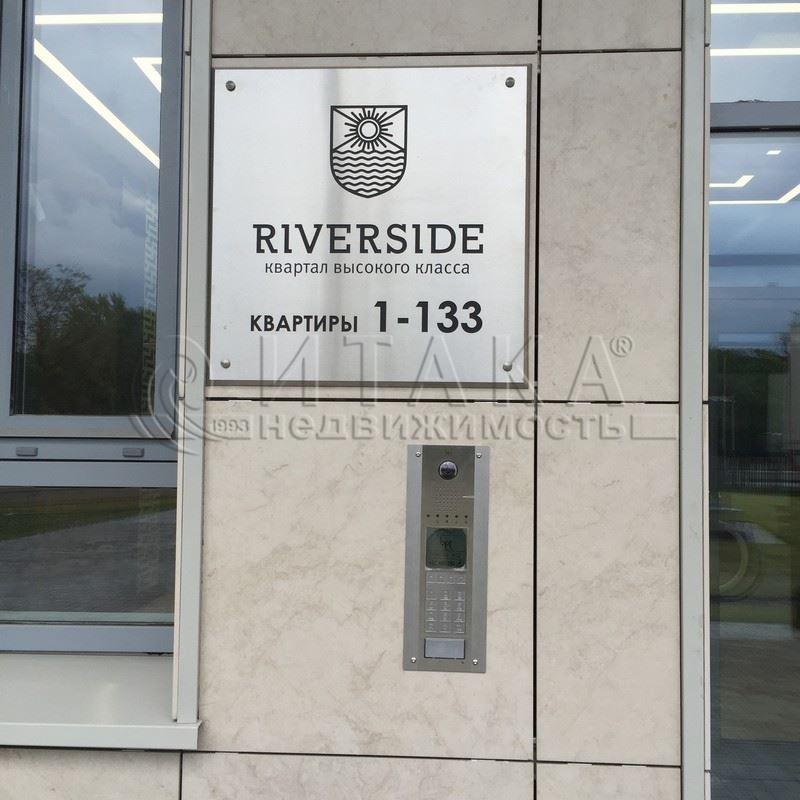 RIVERSIDE
квартал высокого класса
КВАРТИРЫ 1-133
ИТАКА®
1993 недвижимость